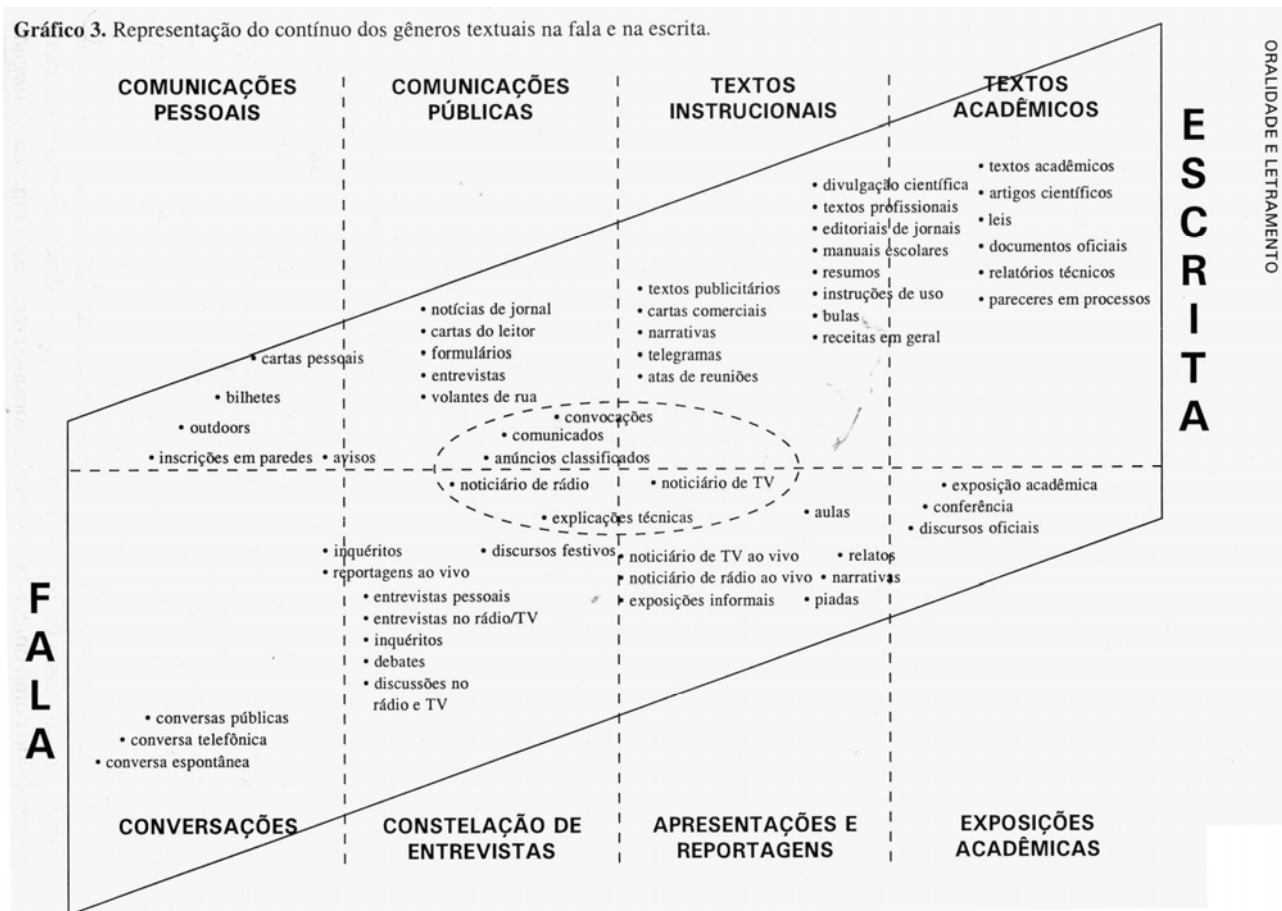 Gráfico 3. Representação do contínuo dos gêneros textuais na fala e na escrita.
ORALIDADE E LETRAMENTO
COMUNICAÇÕES
PESSOAIS
COMUNICAÇÕES
PÚBLICAS
TEXTOS
INSTRUCIONAIS
TEXTOS
ACADÊMICOS
ESCRITA
• cartas pessoais
• bilhetes
• outdoors
• inscrições em paredes
• avisos
• notícias de jornal
• cartas do leitor
• formulários
• entrevistas
• volantes de rua
• convocações
• comunicados
• anúncios classificados
• textos publicitários
• cartas comerciais
• narrativas
• telegramas
• atas de reuniões
• divulgação científica
• textos profissionais
• editoriais de jornais
• manuais escolares
• resumos
• instruções de uso
• bulas
• receitas em geral
• textos acadêmicos
• artigos científicos
• leis
• documentos oficiais
• relatórios técnicos
• pareceres em processos
• noticiário de rádio
• noticiário de TV
• explicações técnicas
• aulas
• exposição acadêmica
• conferência
• discursos oficiais
• inquéritos
• reportagens ao vivo
• discursos festivos
• entrevistas pessoais
• entrevistas no rádio/TV
• inquéritos
• debates
• discussões no
rádio e TV
• noticiário de TV ao vivo
• relatos
• noticiário de rádio ao vivo
• narrativas
• exposições informais
• piadas
FALA
• conversas públicas
• conversa telefônica
• conversa espontânea
CONVERSAÇÕES
CONSTELAÇÃO DE
ENTREVISTAS
APRESENTAÇÕES E
REPORTAGENS
EXPOSIÇÕES
ACADÊMICAS